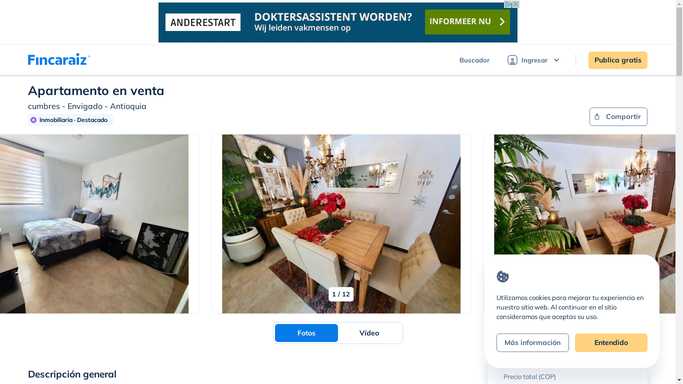 ANDERESTART
DOKTERSASSISTENT WORDEN?
Wij leiden vakmensen op
INFORMEER NU
Fincaraiz
Buscador
Ingresar
Publica gratis
Apartamento en venta
cumbres - Envigado - Antioquia
Inmobiliaria - Destacado
Compartir
1 / 12
Fotos
Vídeo
Utilizamos cookies para mejorar tu experiencia en
nuestro sitio web. Al continuar en el sitio
consideramos que aceptas su uso.
Más información
Entendido
Descripción general
Precio total (COP)